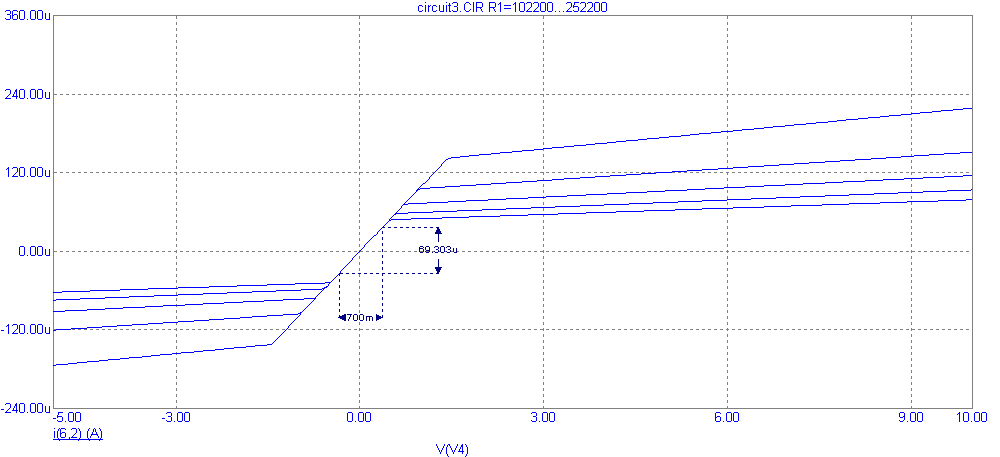 circuit3.CIR R1=102200...252200
360.00u
240.00u
120.00u
0.00u
-120.00u
-240.00u
69.303u
700m
-5.00 -3.00 0.00 3.00 6.00 9.00 10.00
i(6,2) (A)
V(V4)